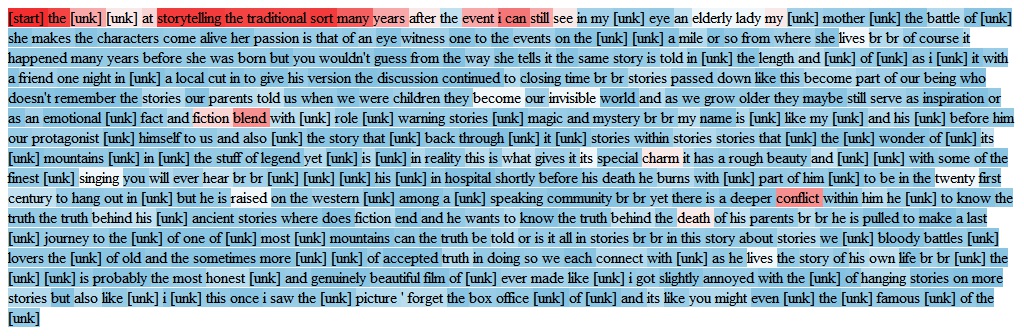 [start] the [unk] [unk] at storytelling the traditional sort many years after the event i can still see in my [unk] eye an elderly lady my [unk] mother [unk] the battle of [unk]
she makes the characters come alive her passion is that of an eye witness one to the events on the [unk] [unk] a mile or so from where she lives br br of course it
happened many years before she was born but you wouldn't guess from the way she tells it the same story is told in [unk] the length and [unk] of [unk] as i [unk] it with
a friend one night in [unk] a local cut in to give his version the discussion continued to closing time br br stories passed down like this become part of our being who
doesn't remember the stories our parents told us when we were children they become our invisible world and as we grow older they maybe still serve as inspiration or
as an emotional [unk] fact and fiction blend with [unk] role [unk] warning stories [unk] magic and mystery br br my name is [unk] like my [unk] and his [unk] before him
our protagonist [unk] himself to us and also [unk] the story that [unk] back through [unk] it [unk] stories within stories stories that [unk] the [unk] wonder of [unk] its
[unk] mountains [unk] in [unk] the stuff of legend yet [unk] is [unk] in reality this is what gives it its special charm it has a rough beauty and [unk] [unk] with some of the
finest [unk] singing you will ever hear br br [unk] [unk] [unk] his [unk] in hospital shortly before his death he burns with [unk] part of him [unk] to be in the twenty first
century to hang out in [unk] but he is raised on the western [unk] among a [unk] speaking community br br yet there is a deeper conflict within him he [unk] to know the
truth the truth behind his [unk] ancient stories where does fiction end and he wants to know the truth behind the death of his parents br br he is pulled to make a last
[unk] journey to the [unk] of one of [unk] most [unk] mountains can the truth be told or is it all in stories br br in this story about stories we [unk] bloody battles [unk]
lovers the [unk] of old and the sometimes more [unk] [unk] of accepted truth in doing so we each connect with [unk] as he lives the story of his own life br br [unk] the
[unk] [unk] is probably the most honest [unk] and genuinely beautiful film of [unk] ever made like [unk] i got slightly annoyed with the [unk] of hanging stories on more
stories but also like [unk] i [unk] this once i saw the [unk] picture ' forget the box office [unk] of [unk] and its like you might even [unk] the [unk] famous [unk] of the
[unk]